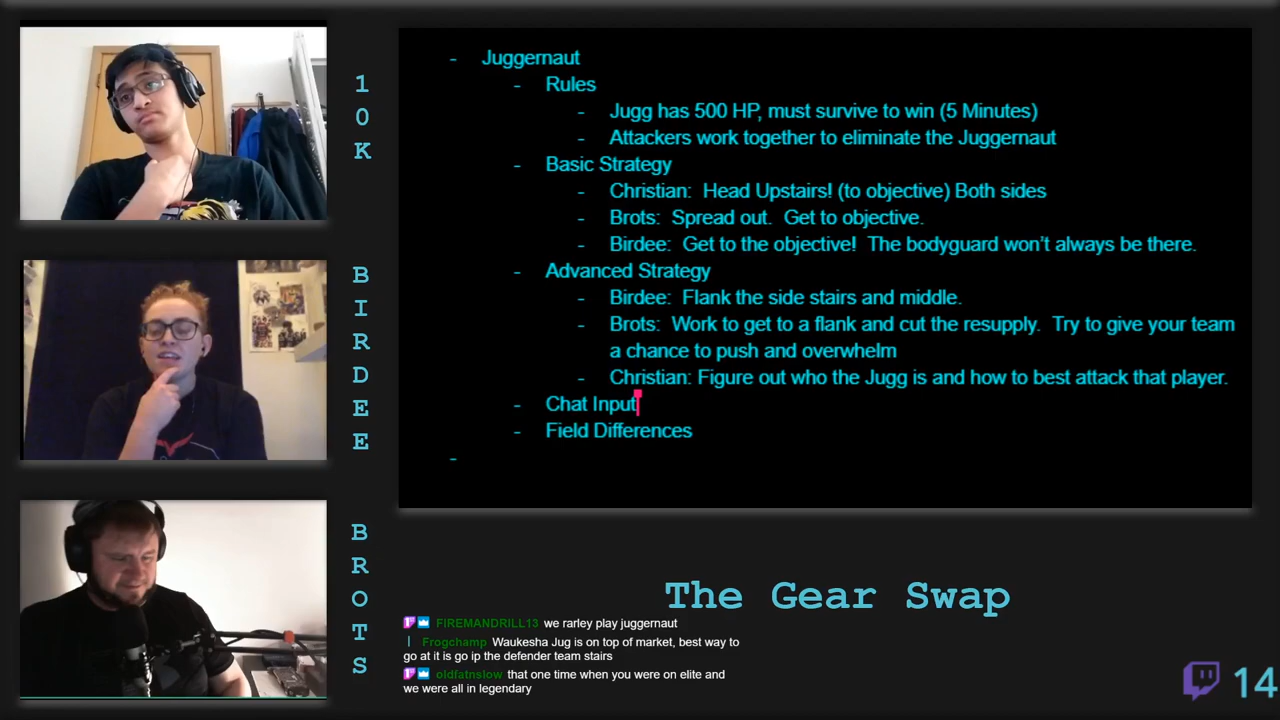 10K
BIRDEE
BROTS
- Juggernaut
- Rules
- Jugg has 500 HP, must survive to win (5 Minutes)
- Attackers work together to eliminate the Juggernaut
- Basic Strategy
- Christian:  Head Upstairs! (to objective) Both sides
- Brots:  Spread out.  Get to objective.
- Birdee:  Get to the objective!  The bodyguard won’t always be there.
- Advanced Strategy
- Birdee:  Flank the side stairs and middle.
- Brots:  Work to get to a flank and cut the resupply.  Try to give your team
a chance to push and overwhelm
- Christian: Figure out who the Jugg is and how to best attack that player.
- Chat Input
- Field Differences
-
The Gear Swap
FIREMANDRILL13 we rarley play juggernaut
Frogchamp Waukesha Jug is on top of market, best way to
go at it is go ip the defender team stairs
oldfatnslow that one time when you were on elite and
we were all in legendary
14